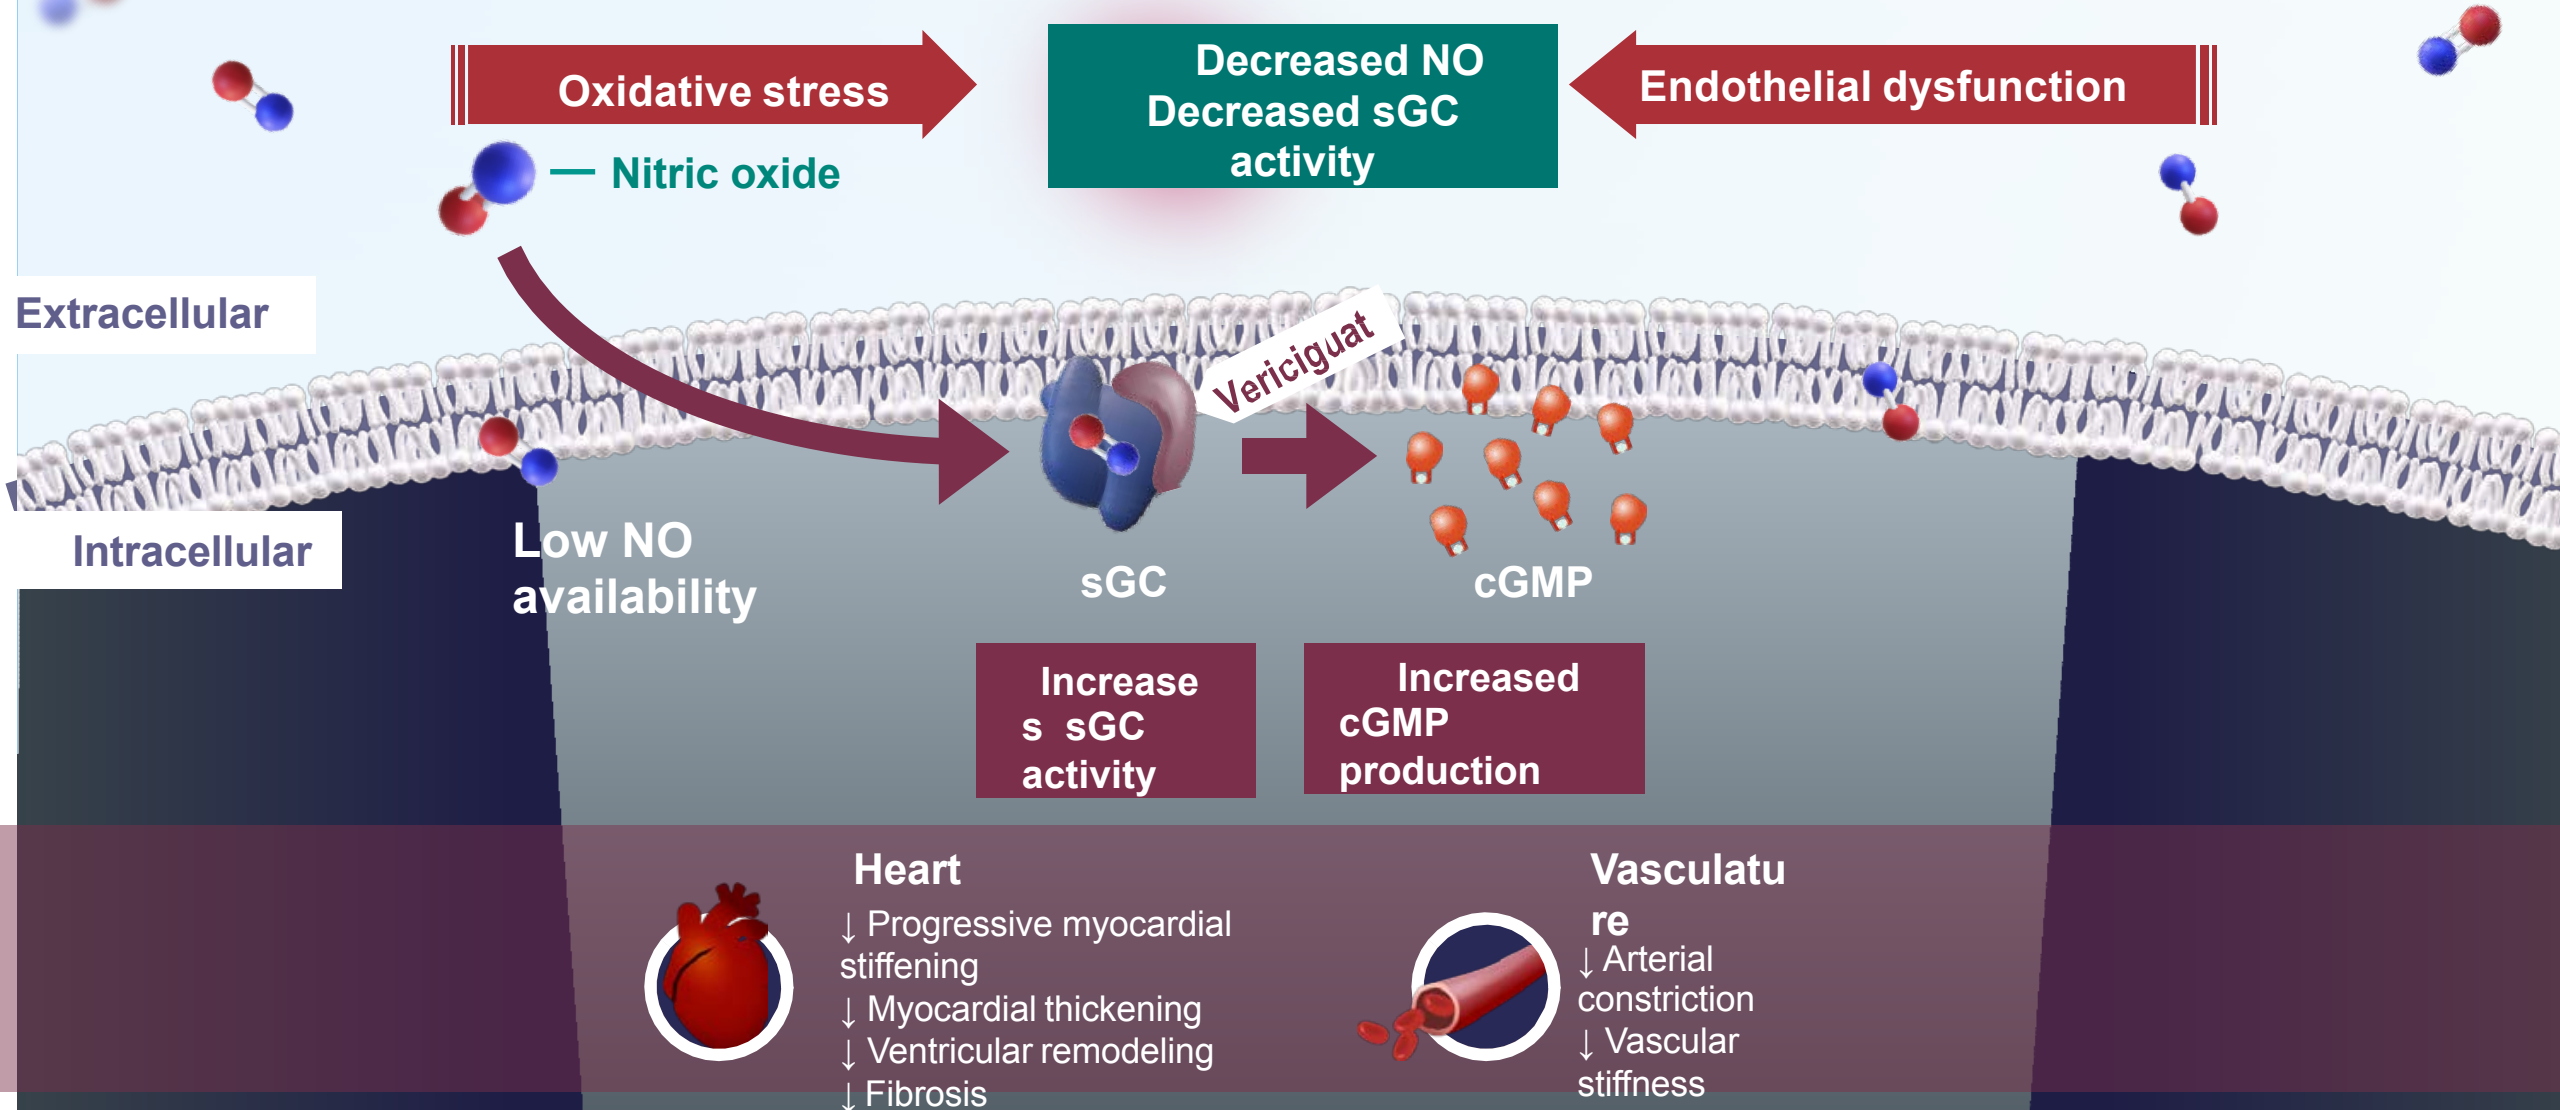 Oxidative stress
Decreased NO
Decreased sGC
activity
Endothelial dysfunction
Nitric oxide
Extracellular
Vericiguat
Intracellular
Low NO
availability
sGC
cGMP
Increase
s sGC
activity
Increased
cGMP
production
Heart
↓ Progressive myocardial
stiffening
↓ Myocardial thickening
↓ Ventricular remodeling
↓ Fibrosis
Vasculatu
re
↓ Arterial
constriction
↓ Vascular
stiffness